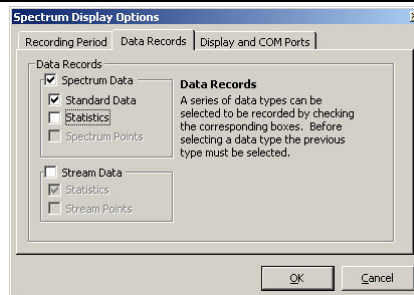 Spectrum Display Options
Recording Period Data Records Display and COM Ports
Data Records
Spectrum Data
Standard Data
Statistics
Spectrum Points
Stream Data
Statistics
Stream Points
Data Records
A series of data types can be
selected to be recorded by checking
the corresponding boxes. Before
selecting a data type the previous
type must be selected.
OK Cancel